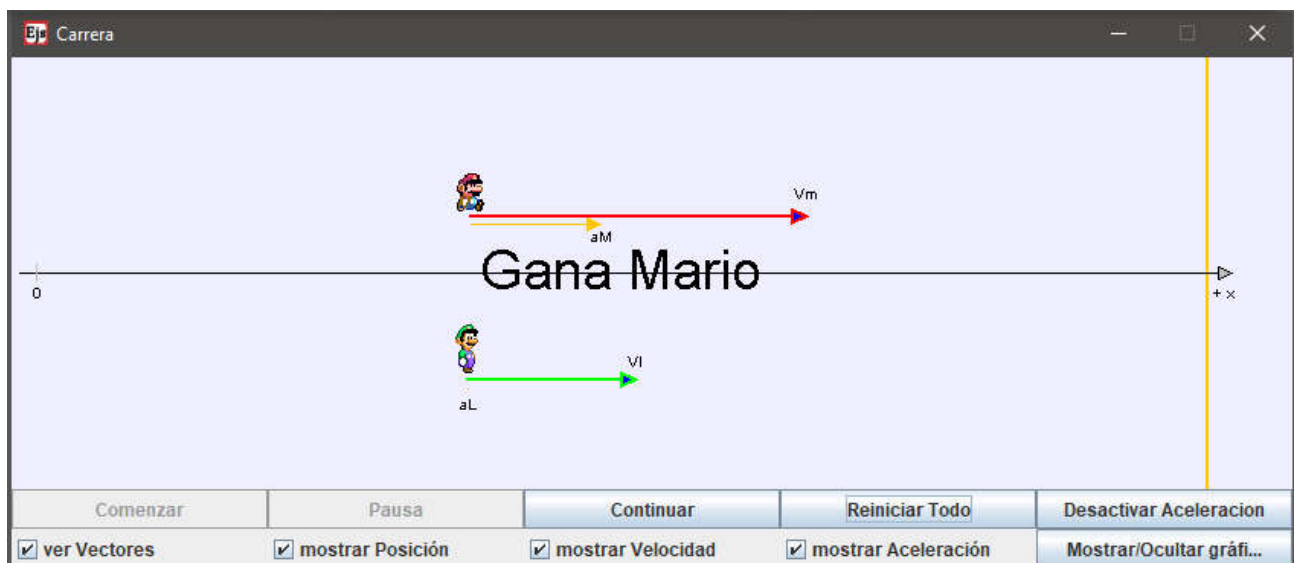 Ejs Carrera
Vm
aM
Gana Mario
0
+ x
Vl
aL
Comenzar
Pausa
Continuar
Reiniciar Todo
Desactivar Aceleracion
ver Vectores
mostrar Posición
mostrar Velocidad
mostrar Aceleración
Mostrar/Ocultar gráfi...